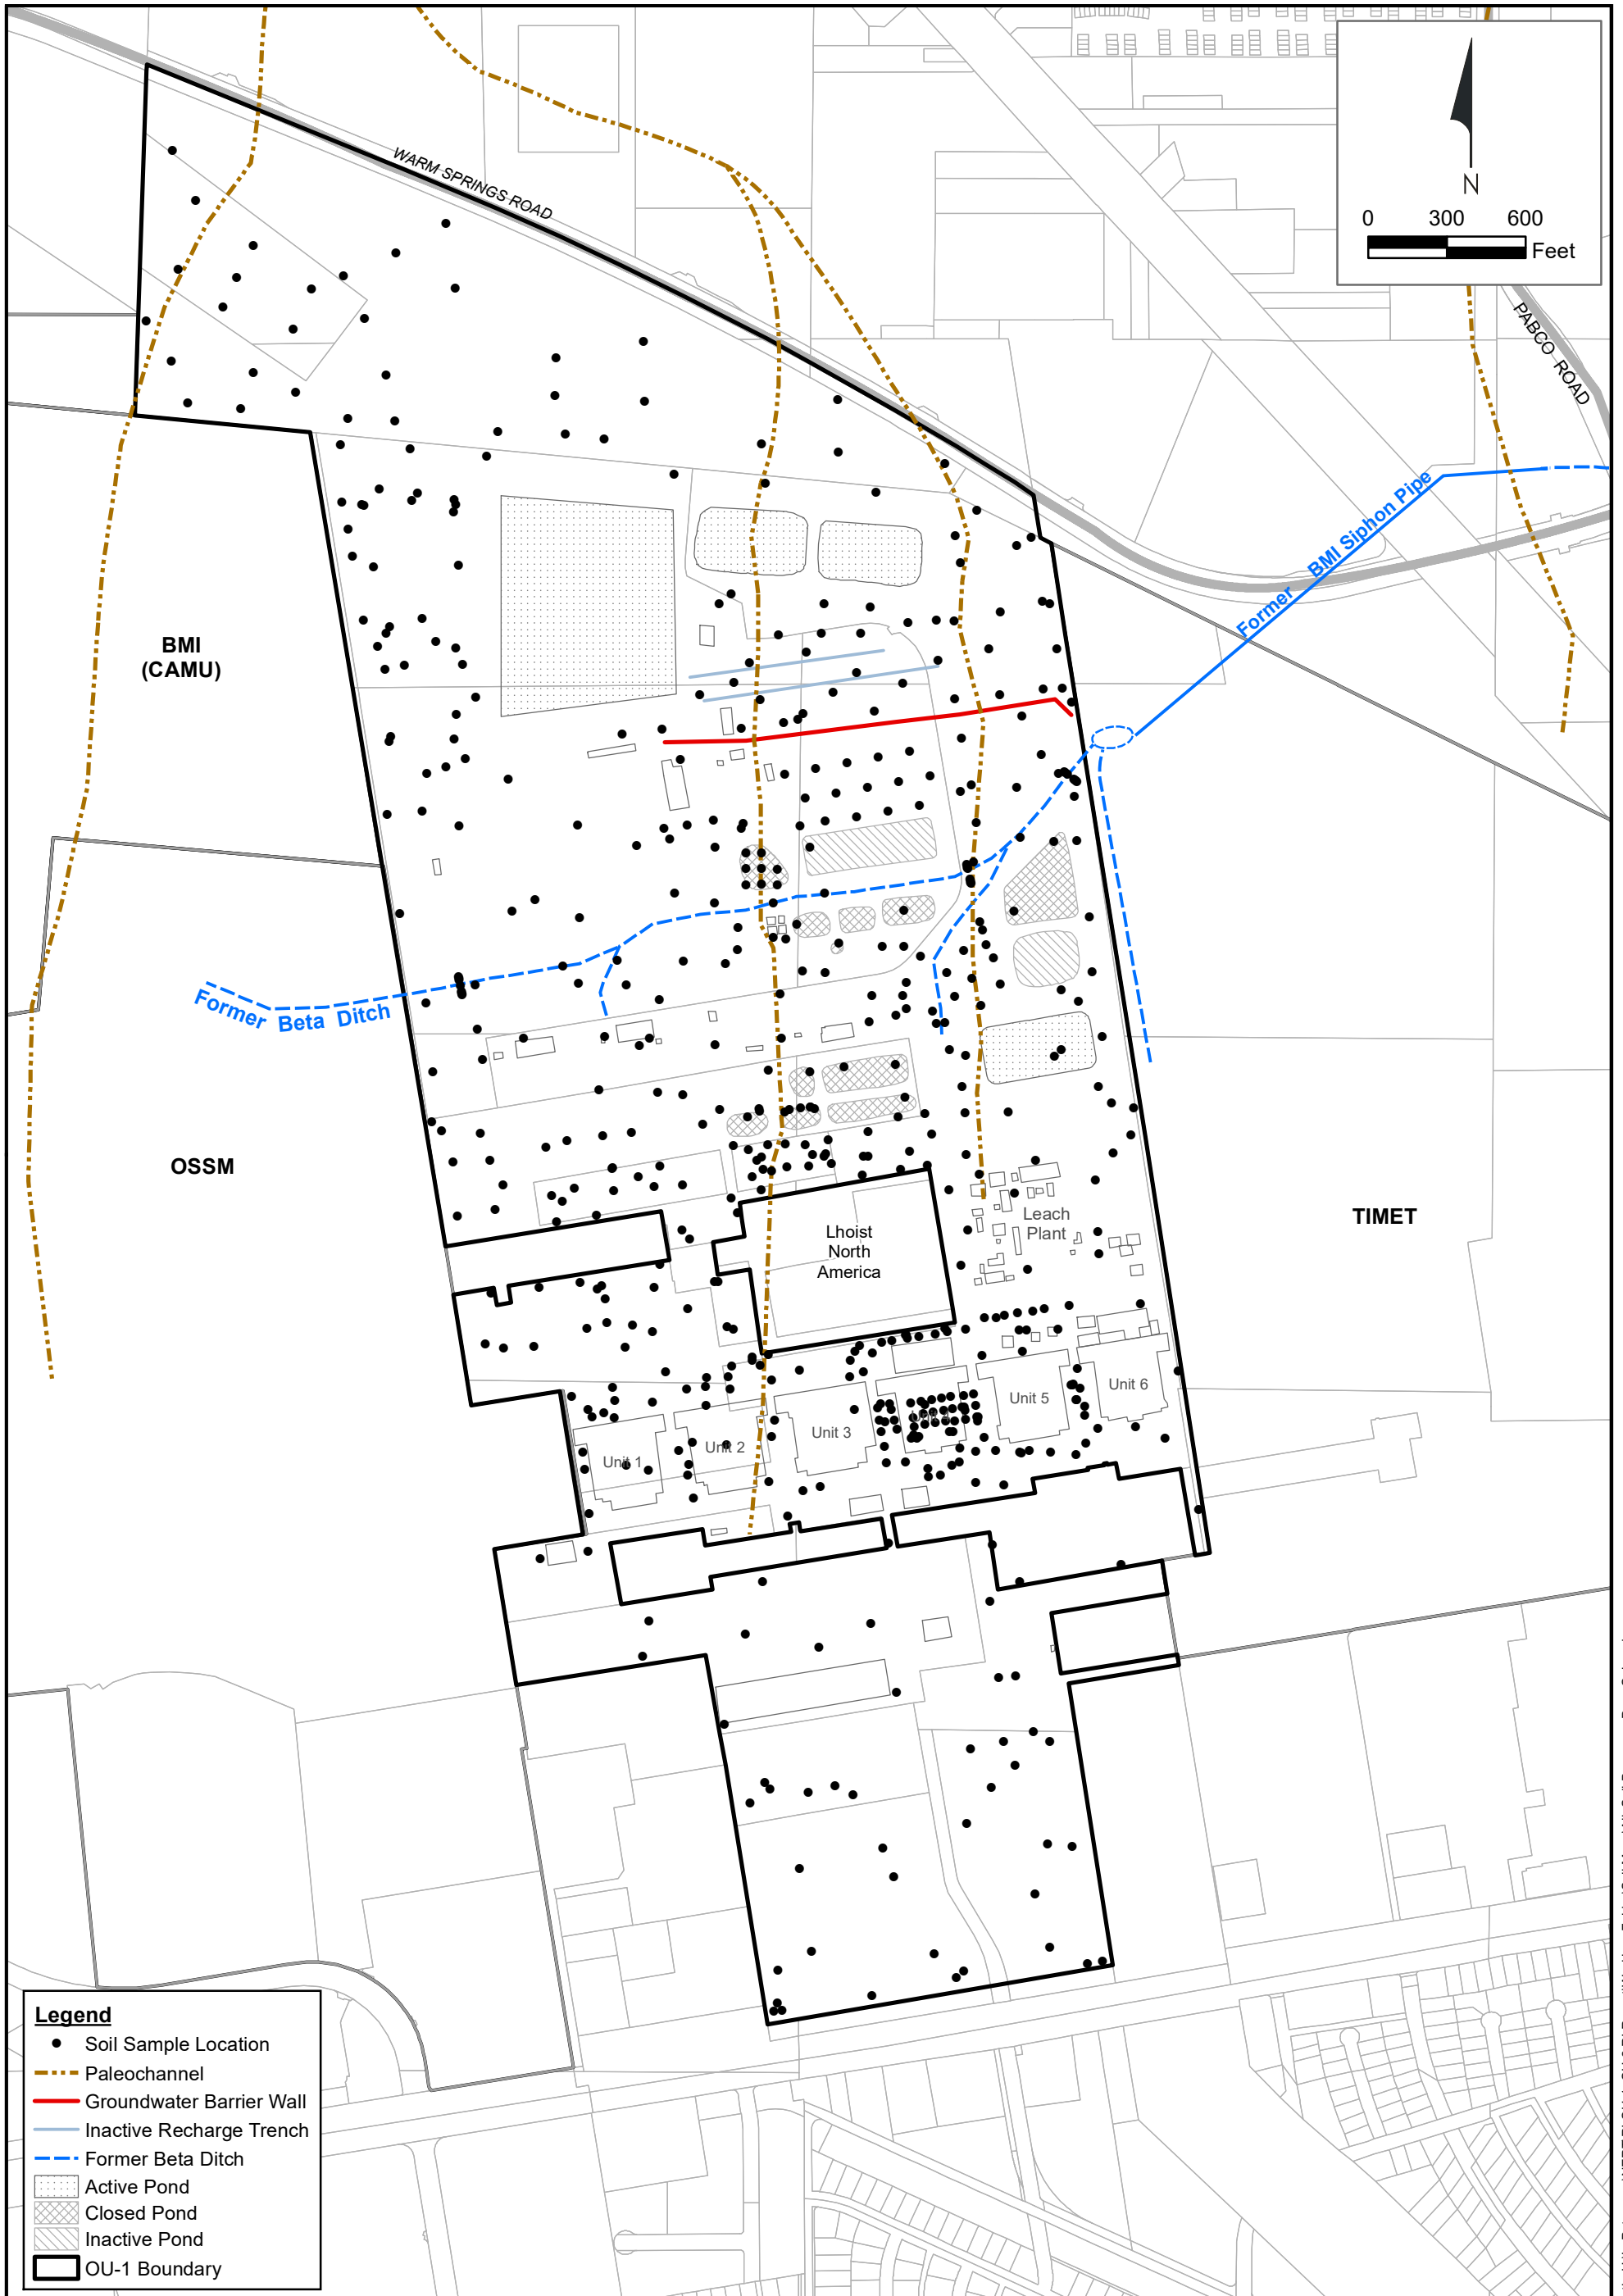 WARM SPRINGS ROAD
N
0 300 600
Feet
PABCO ROAD
Former BMI Siphon Pipe
BMI
(CAMU)
Former Beta Ditch
OSSM
TIMET
Lhoist
North
America
Leach
Plant
Unit 6
Unit 5
Unit 3
Unit 2
Unit 1
Legend
Soil Sample Location
Paleochannel
Groundwater Barrier Wall
Inactive Recharge Trench
Former Beta Ditch
Active Pond
Closed Pond
Inactive Pond
OU-1 Boundary